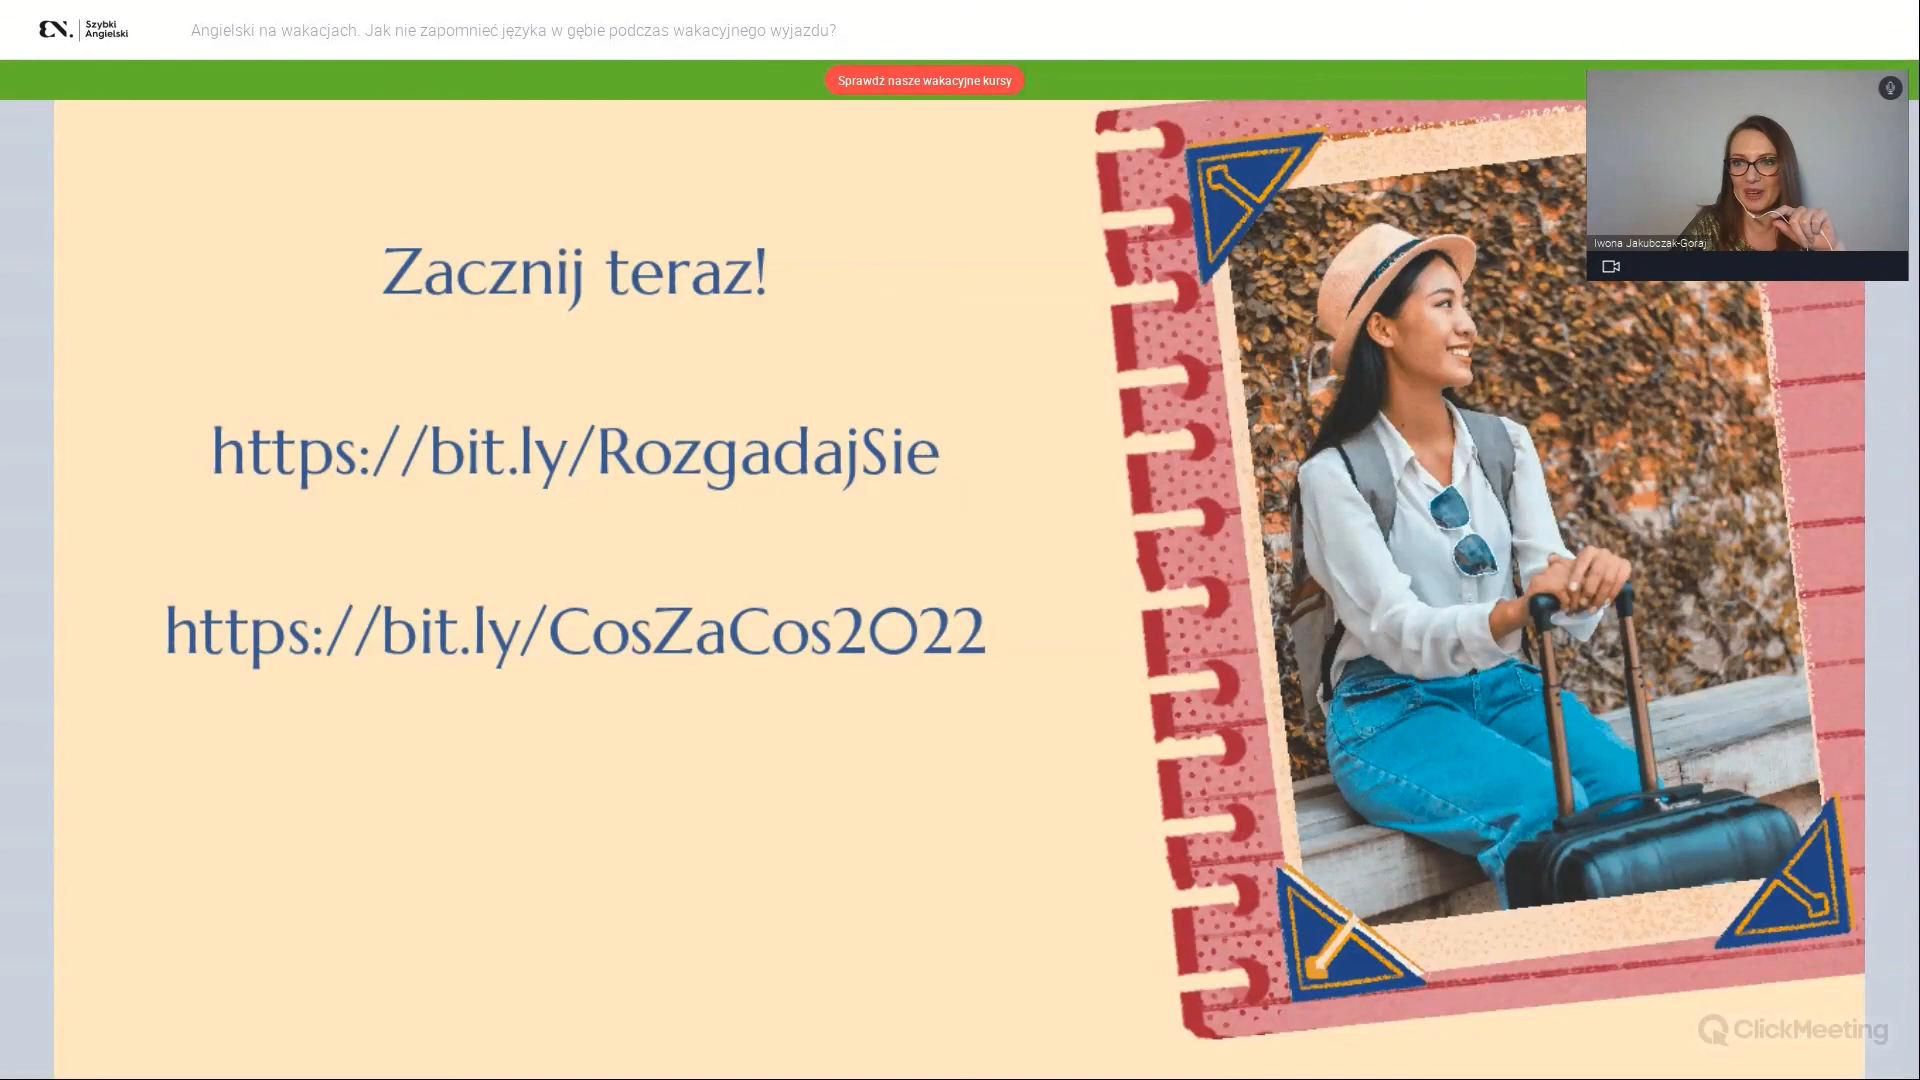 EN.
Szybki
Angielski
Angielski na wakacjach. Jak nie zapomnieć języka w gębie podczas wakacyjnego wyjazdu?
Sprawdź nasze wakacyjne kursy
Iwona Jakubczak-Goraj
Zacznij teraz!
https://bit.ly/RozgadajSie
https://bit.ly/CosZaCos2022
ClickMeeting